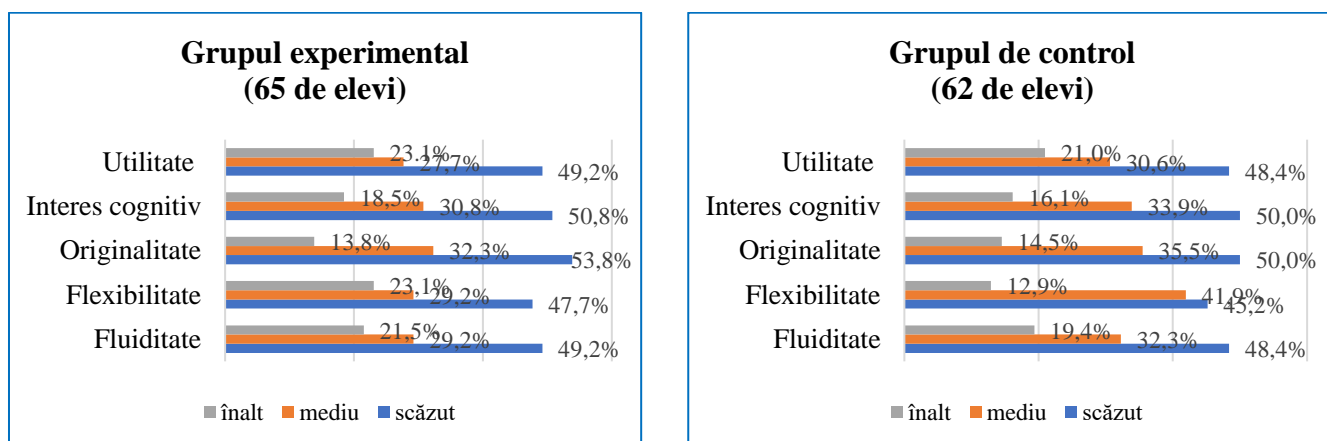 Grupul experimental
(65 de elevi)
Utilitate
23.1%
27,7%
49,2%
Interes cognitiv
18,5%
30,8%
50,8%
Originalitate
13,8%
32,3%
53,8%
Flexibilitate
23,1%
29,2%
47,7%
Fluiditate
21,5%
29,2%
49,2%
înalt mediu scăzut
Grupul de control
(62 de elevi)
Utilitate
21,0%
30,6%
48,4%
Interes cognitiv
16,1%
33,9%
50,0%
Originalitate
14,5%
35,5%
50,0%
Flexibilitate
12,9%
41,9%
45,2%
Fluiditate
19,4%
32,3%
48,4%
înalt mediu scăzut